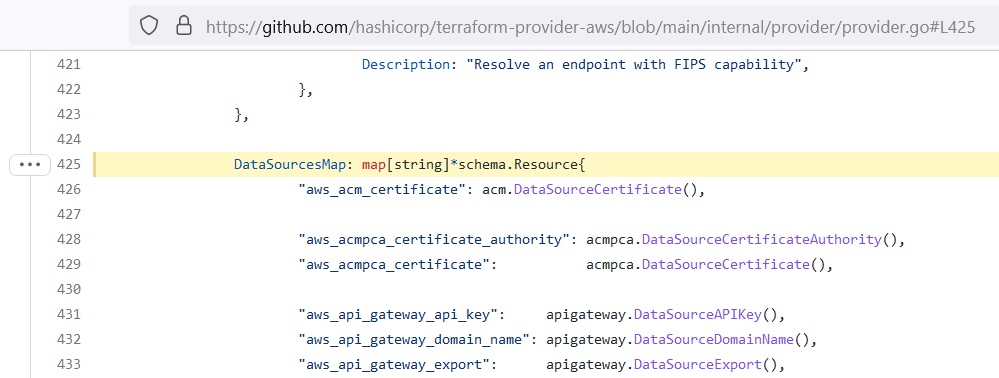 https://github.com/hashicorp/terraform-provider-aws/blob/main/internal/provider/provider.go#L425
421 Description: "Resolve an endpoint with FIPS capability",
422 },
423 },
424
425 DataSourcesMap: map[string]*schema.Resource{
426 "aws_acm_certificate": acm.DataSourceCertificate(),
427
428 "aws_acmpca_certificate_authority": acmpca.DataSourceCertificateAuthority(),
429 "aws_acmpca_certificate": acmpca.DataSourceCertificate(),
430
431 "aws_api_gateway_api_key": apigateway.DataSourceAPIKey(),
432 "aws_api_gateway_domain_name": apigateway.DataSourceDomainName(),
433 "aws_api_gateway_export": apigateway.DataSourceExport(),